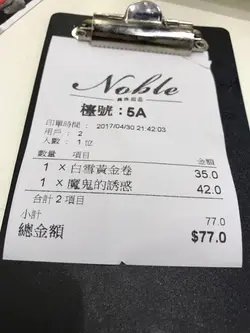 Noble
檯號：5A
印單時間： 2017/04/30 21:42:03
用戶： 2
人數： 1 位
數量 項目 金額
1 × 白雪黃金卷 35.0
1 × 魔鬼的誘惑 42.0
合計 2 項目
小計 77.0
總金額 $77.0